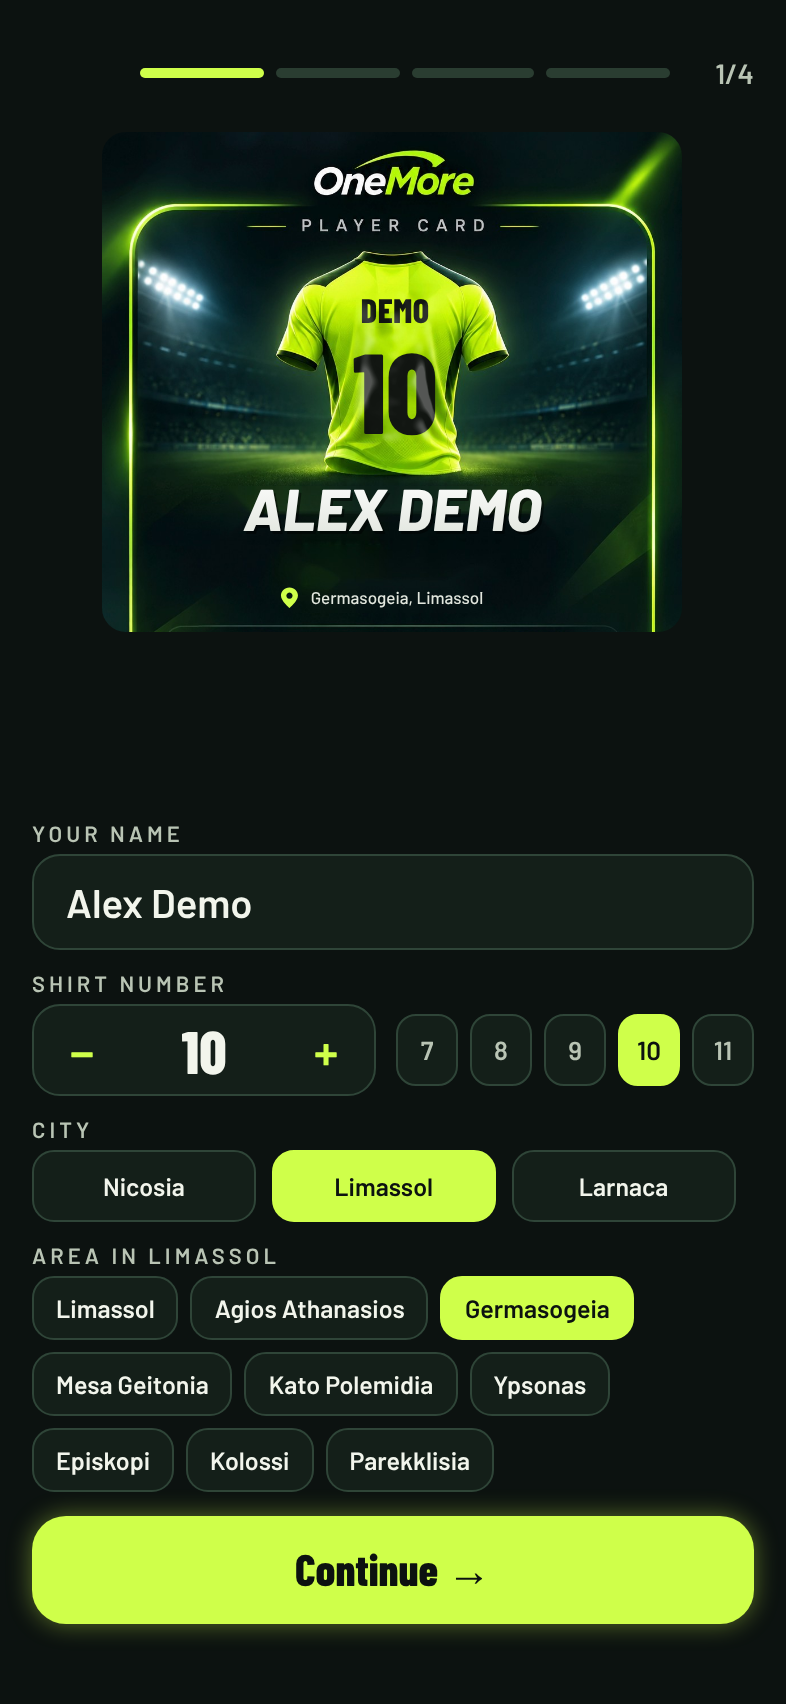 1/4
OneMore
PLAYER CARD
DEMO
10
ALEX DEMO
Germasogeia, Limassol
YOUR NAME
Alex Demo
SHIRT NUMBER
− 10 + 7 8 9 10 11
CITY
Nicosia Limassol Larnaca
AREA IN LIMASSOL
Limassol Agios Athanasios Germasogeia
Mesa Geitonia Kato Polemidia Ypsonas
Episkopi Kolossi Parekklisia
Continue →